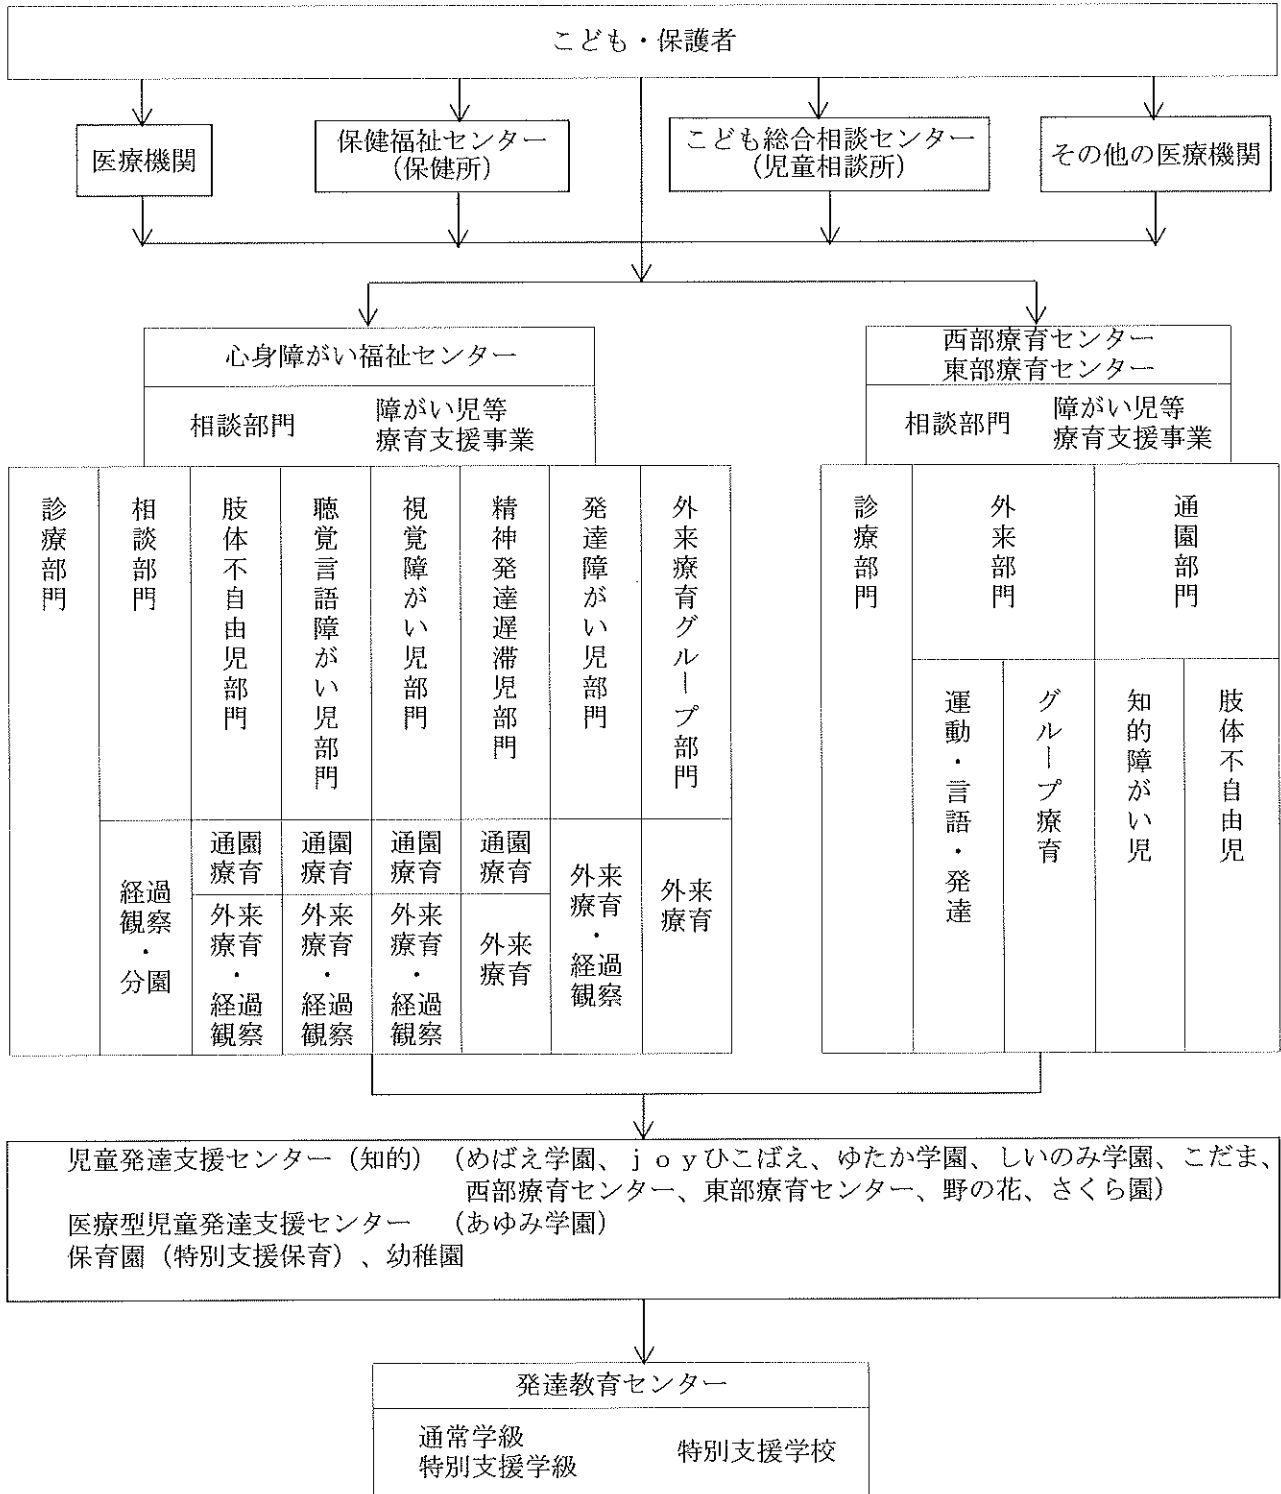 こども・保護者
医療機関
保健福祉センター
(保健所)
こども総合相談センター
(児童相談所)
その他の医療機関
心身障がい福祉センター
相談部門
障がい児等
療育支援事業
西部療育センター
東部療育センター
相談部門
障がい児等
療育支援事業
診療部門
相談部門
肢体不自由児部門
聴覚言語障がい児部門
視覚障がい児部門
精神発達遅滞児部門
発達障がい児部門
外来療育グループ部門
経過
観察
・
分園
通園
療育
通園
療育
通園
療育
通園
療育
外来
療育
・
経過
観察
外来
療育
・
経過
観察
外来
療育
・
経過
観察
外来
療育
外来
療育
・
経過
観察
外来
療育
診療部門
外来部門
通園部門
運動・言語・発達
グループ療育
知的障がい児
肢体不自由児
児童発達支援センター(知的) (めばえ学園、joyひこばえ、ゆたか学園、しいのみ学園、こだま、
西部療育センター、東部療育センター、野の花、さくら園)
医療型児童発達支援センター (あゆみ学園)
保育園(特別支援保育)、幼稚園
発達教育センター
通常学級
特別支援学級
特別支援学校